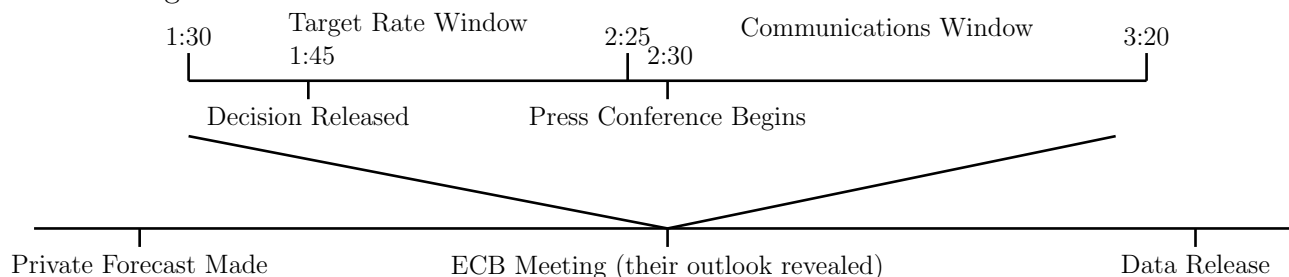 Target Rate Window
Communications Window
1:30
2:25
3:20
1:45
2:30
Decision Released
Press Conference Begins
Private Forecast Made
ECB Meeting (their outlook revealed)
Data Release